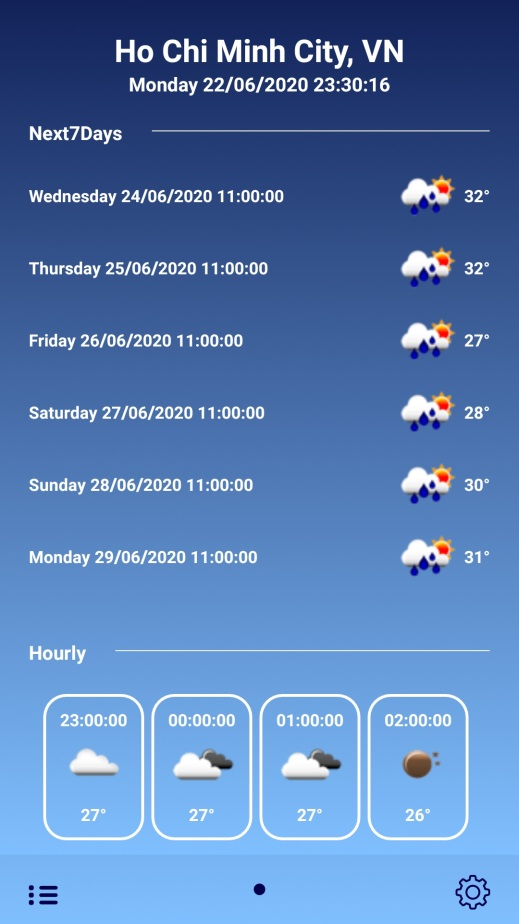 Ho Chi Minh City, VN
Monday 22/06/2020 23:30:16
Next7Days
Wednesday 24/06/2020 11:00:00 32°
Thursday 25/06/2020 11:00:00 32°
Friday 26/06/2020 11:00:00 27°
Saturday 27/06/2020 11:00:00 28°
Sunday 28/06/2020 11:00:00 30°
Monday 29/06/2020 11:00:00 31°
Hourly
23:00:00 00:00:00 01:00:00 02:00:00
27° 27° 27° 26°